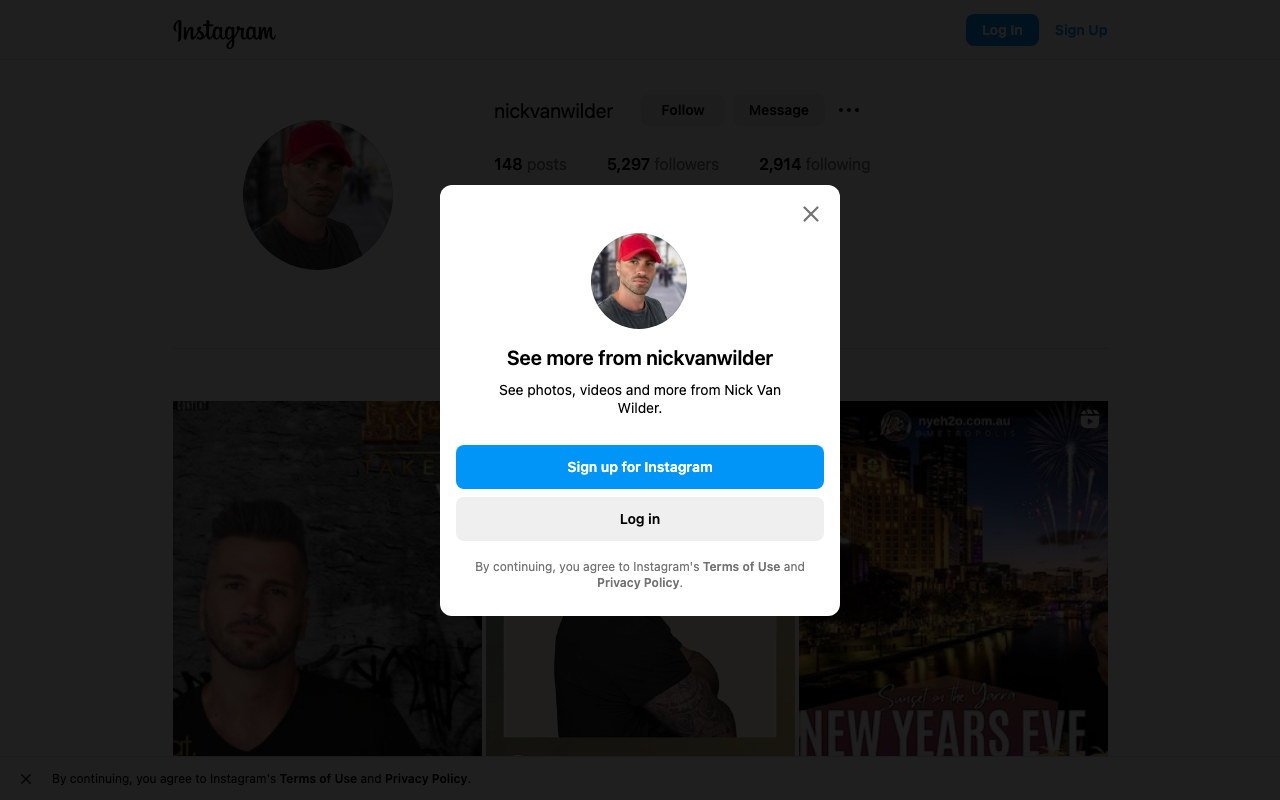 Instagram
Log In
Sign Up
nickvanwilder
Follow
Message
148 posts
5,297 followers
2,914 following
See more from nickvanwilder
See photos, videos and more from Nick Van
Wilder.
Sign up for Instagram
Log in
By continuing, you agree to Instagram's Terms of Use and
Privacy Policy.
nyeh2o.com.au
METROPOLIS
TAKE
Sunset on the Yarra
NEW YEARS EVE
By continuing, you agree to Instagram's Terms of Use and Privacy Policy.